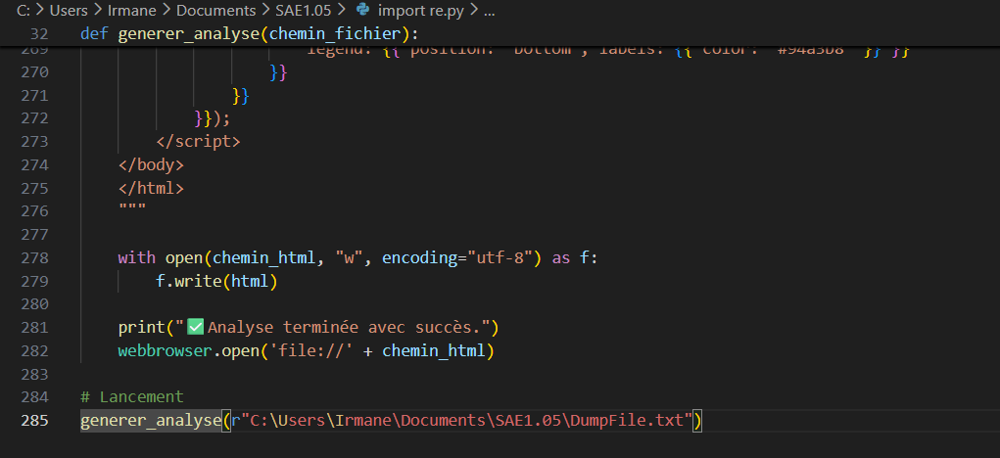 C: > Users > Irmane > Documents > SAE1.05 > import re.py > ...
32 def generer_analyse(chemin_fichier):
269 legend: {{ position: 'bottom', labels: {{ color: '#94a3b8' }} }}
270 }}
271 }}
272 }});
273 </script>
274 </body>
275 </html>
276 """
277
278 with open(chemin_html, "w", encoding="utf-8") as f:
279 f.write(html)
280
281 print("✅ Analyse terminée avec succès.")
282 webbrowser.open('file://' + chemin_html)
283
284 # Lancement
285 generer_analyse(r"C:\Users\Irmane\Documents\SAE1.05\DumpFile.txt")